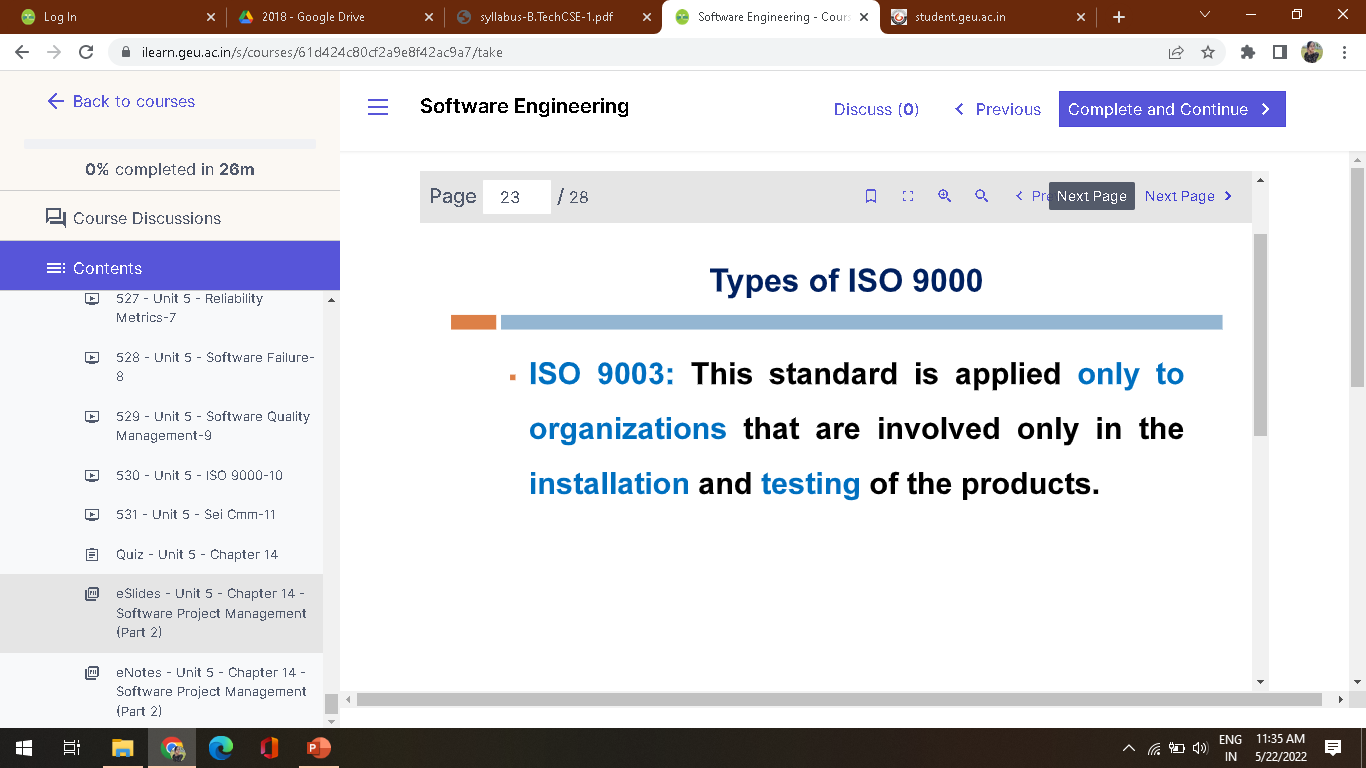 Log In
2018 - Google Drive
syllabus-B.TechCSE-1.pdf
Software Engineering - Cour
student.geu.ac.in
ilearn.geu.ac.in/s/courses/61d424c80cf2a9e8f42ac9a7/take
Back to courses
0% completed in 26m
Course Discussions
Contents
527 - Unit 5 - Reliability
Metrics-7
528 - Unit 5 - Software Failure-
8
529 - Unit 5 - Software Quality
Management-9
530 - Unit 5 - ISO 9000-10
531 - Unit 5 - Sei Cmm-11
Quiz - Unit 5 - Chapter 14
eSlides - Unit 5 - Chapter 14 -
Software Project Management
(Part 2)
eNotes - Unit 5 - Chapter 14 -
Software Project Management
(Part 2)
Software Engineering
Discuss (0)
Previous
Complete and Continue
Page 23 / 28
Pre
Next Page
Next Page
Types of ISO 9000
▪ ISO 9003: This standard is applied only to
organizations that are involved only in the
installation and testing of the products.
ENG
IN
11:35 AM
5/22/2022